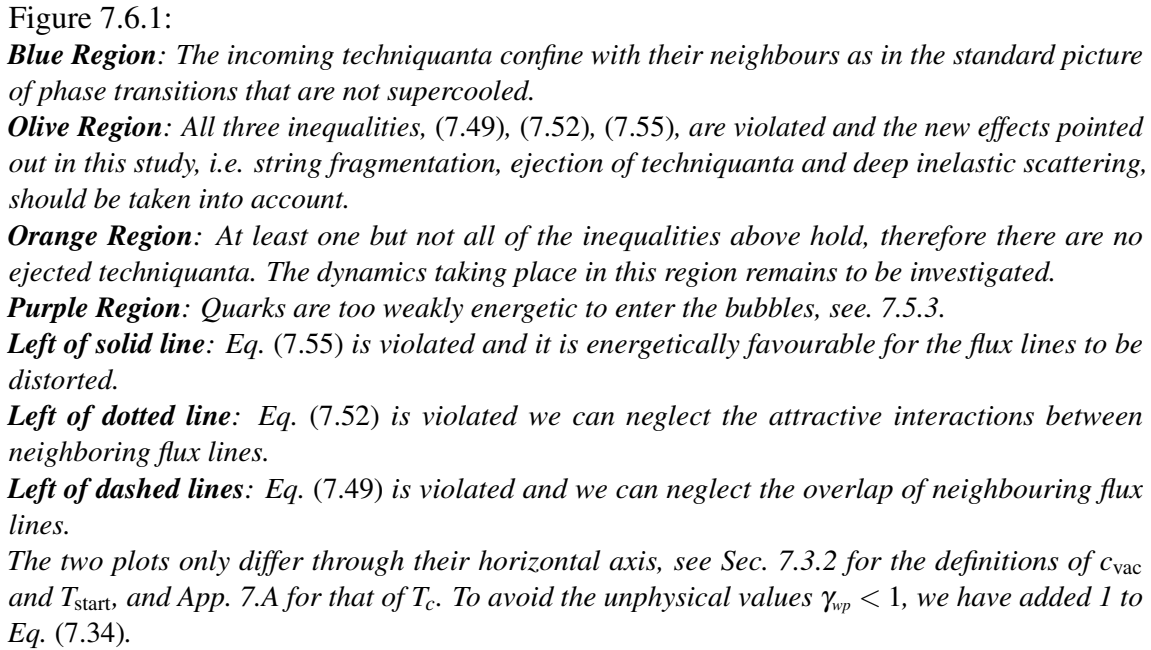 Figure 7.6.1:
Blue Region: The incoming techniquanta confine with their neighbours as in the standard picture
of phase transitions that are not supercooled.
Olive Region: All three inequalities, (7.49), (7.52), (7.55), are violated and the new effects pointed
out in this study, i.e. string fragmentation, ejection of techniquanta and deep inelastic scattering,
should be taken into account.
Orange Region: At least one but not all of the inequalities above hold, therefore there are no
ejected techniquanta. The dynamics taking place in this region remains to be investigated.
Purple Region: Quarks are too weakly energetic to enter the bubbles, see. 7.5.3.
Left of solid line: Eq. (7.55) is violated and it is energetically favourable for the flux lines to be
distorted.
Left of dotted line: Eq. (7.52) is violated we can neglect the attractive interactions between
neighboring flux lines.
Left of dashed lines: Eq. (7.49) is violated and we can neglect the overlap of neighbouring flux
lines.
The two plots only differ through their horizontal axis, see Sec. 7.3.2 for the definitions of c_vac
and T_start, and App. 7.A for that of T_c. To avoid the unphysical values γ_wp < 1, we have added 1 to
Eq. (7.34).